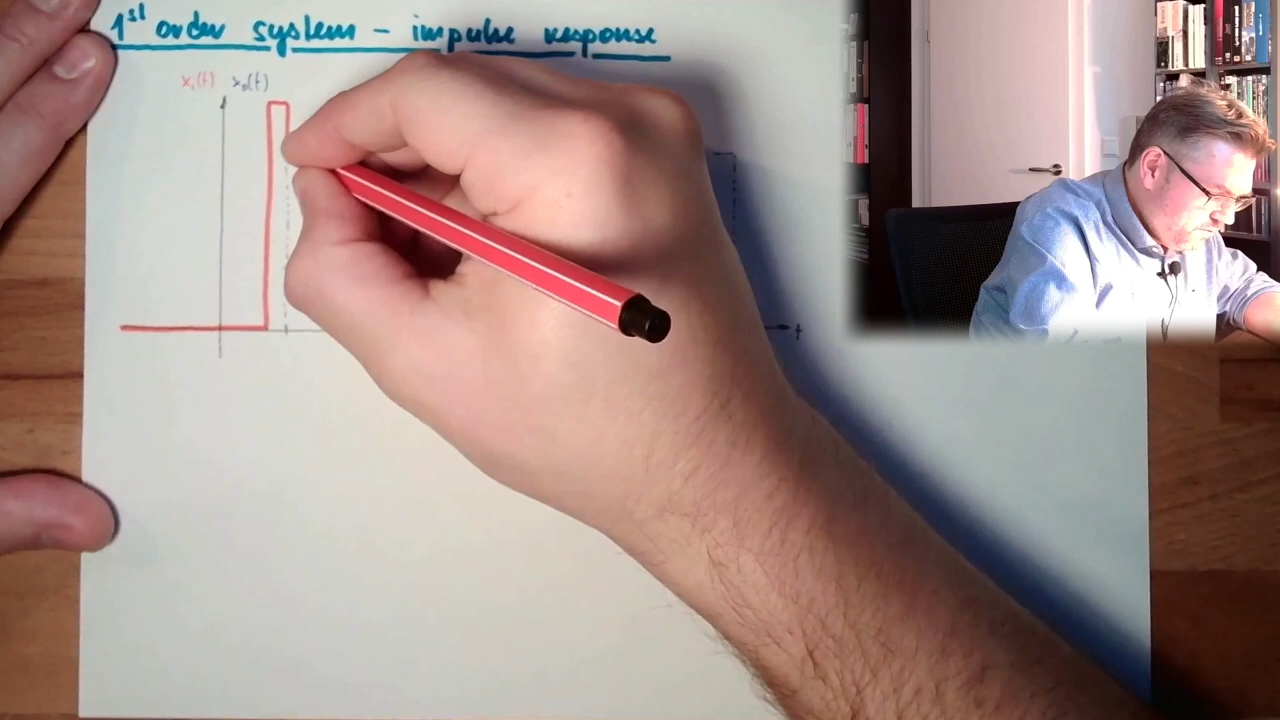 1st order system - impulse response
x₁(t) x₀(t)
t